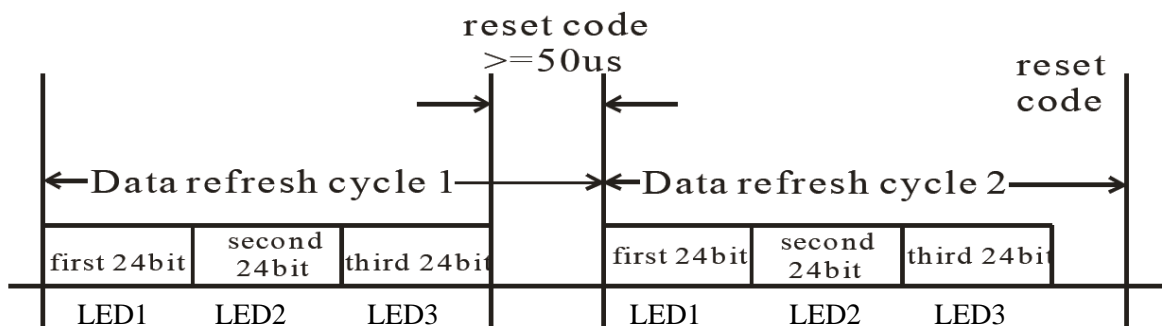 reset code
>=50us
reset
code
Data refresh cycle 1
Data refresh cycle 2
first 24bit
second
24bit
third 24bit
first 24bit
second
24bit
third 24bit
LED1
LED2
LED3
LED1
LED2
LED3